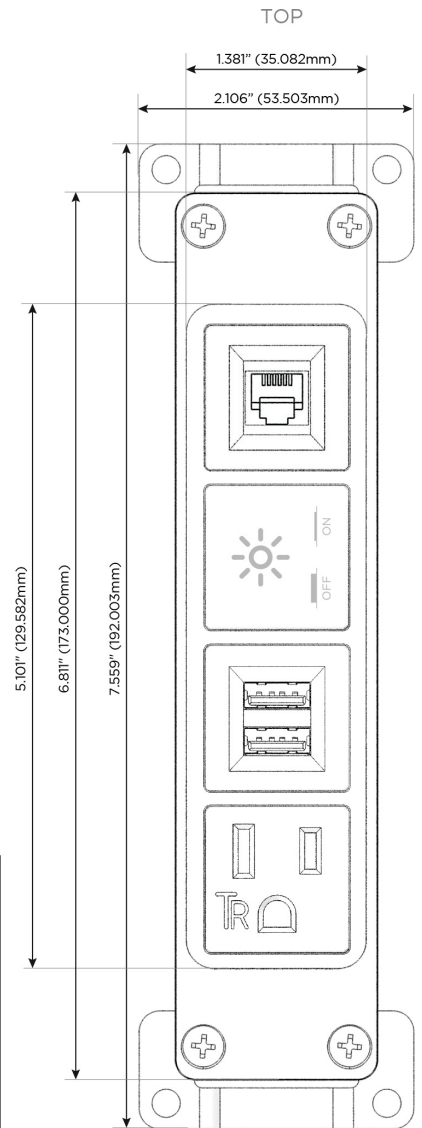 TOP
1.381" (35.082mm)
2.106" (53.503mm)
5.101" (129.582mm)
6.811" (173.000mm)
7.559" (192.003mm)
ON
OFF
TR